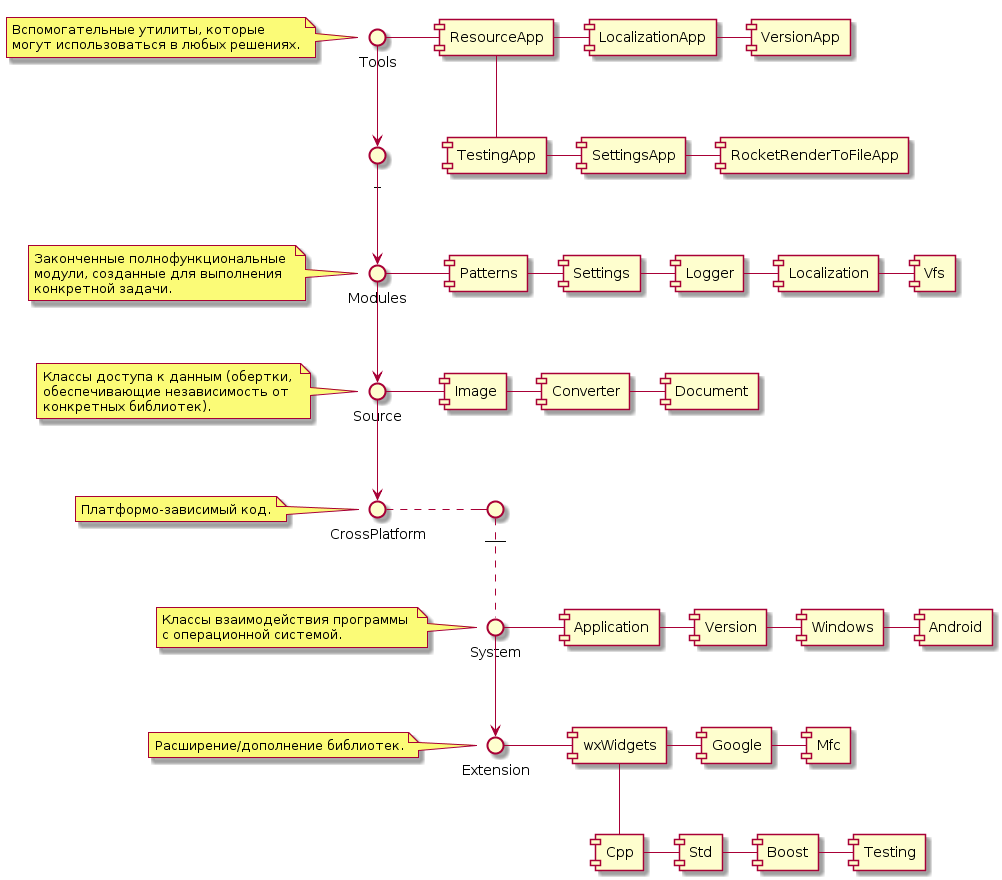 Вспомогательные утилиты, которые
могут использоваться в любых решениях.
Tools
ResourceApp
LocalizationApp
VersionApp
TestingApp
SettingsApp
RocketRenderToFileApp
Законченные полнофункциональные
модули, созданные для выполнения
конкретной задачи.
Modules
Patterns
Settings
Logger
Localization
Vfs
Классы доступа к данным (обертки,
обеспечивающие независимость от
конкретных библиотек).
Source
Image
Converter
Document
Платформо-зависимый код.
CrossPlatform
Классы взаимодействия программы
с операционной системой.
System
Application
Version
Windows
Android
Расширение/дополнение библиотек.
Extension
wxWidgets
Google
Mfc
Cpp
Std
Boost
Testing